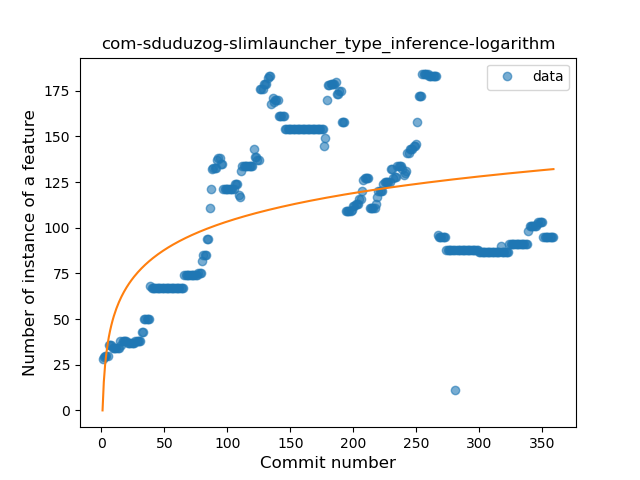 com-sduduzog-slimlauncher_type_inference-logarithm
data
Number of instance of a feature
175
150
125
100
75
50
25
0
0 50 100 150 200 250 300 350
Commit number